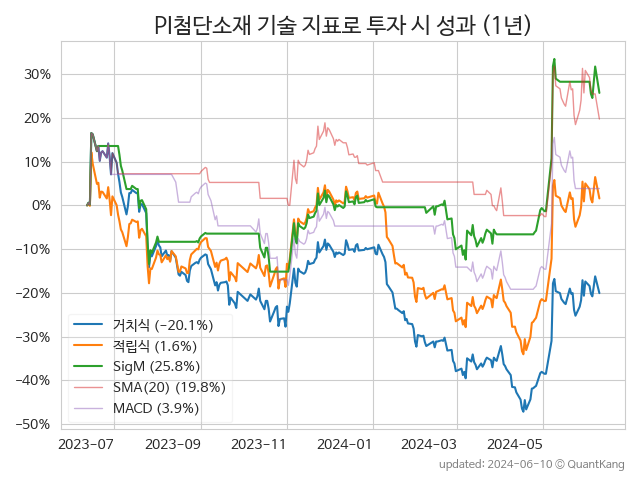 PI첨단소재 기술 지표로 투자 시 성과 (1년)
30%
20%
10%
0%
−10%
−20%
−30%
−40%
−50%
거치식 (−20.1%)
적립식 (1.6%)
SigM (25.8%)
SMA(20) (19.8%)
MACD (3.9%)
2023−07
2023−09
2023−11
2024−01
2024−03
2024−05
updated: 2024−06−10 © QuantKang